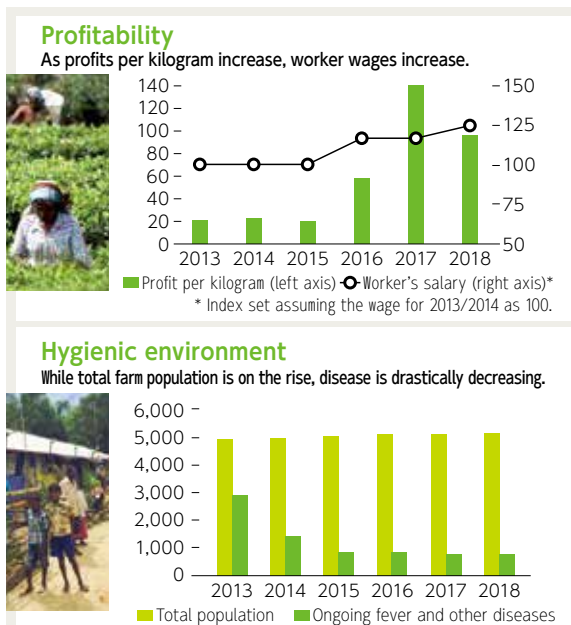 Profitability
As profits per kilogram increase, worker wages increase.
140
120
100
80
60
40
20
0
150
125
100
75
50
2013 2014 2015 2016 2017 2018
Profit per kilogram (left axis) Worker's salary (right axis)*
* Index set assuming the wage for 2013/2014 as 100.
Hygienic environment
While total farm population is on the rise, disease is drastically decreasing.
6,000
5,000
4,000
3,000
2,000
1,000
0
2013 2014 2015 2016 2017 2018
Total population Ongoing fever and other diseases